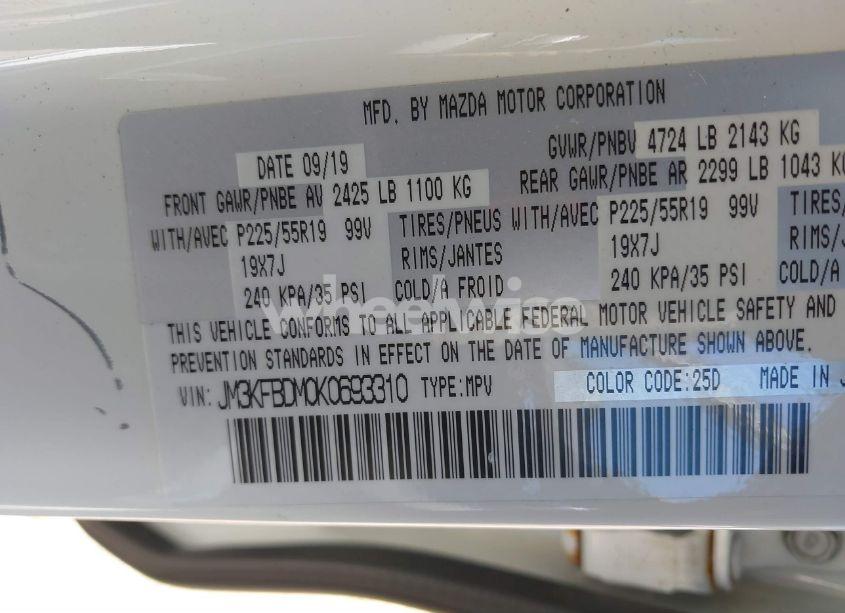 MFD. BY MAZDA MOTOR CORPORATION
DATE 09/19 GVWR/PNBV 4724 LB 2143 KG
FRONT GAWR/PNBE AV 2425 LB 1100 KG REAR GAWR/PNBE AR 2299 LB 1043 KG
WITH/AVEC P225/55R19 99V TIRES/PNEUS WITH/AVEC P225/55R19 99V TIRES/
19X7J RIMS/JANTES 19X7J RIMS/J
240 KPA/35 PSI COLD/A FROID 240 KPA/35 PSI COLD/A
wheelwise
THIS VEHICLE CONFORMS TO ALL APPLICABLE FEDERAL MOTOR VEHICLE SAFETY AND
PREVENTION STANDARDS IN EFFECT ON THE DATE OF MANUFACTURE SHOWN ABOVE.
VIN: JM3KFBDM0K0693310 TYPE:MPV COLOR CODE:25D MADE IN J